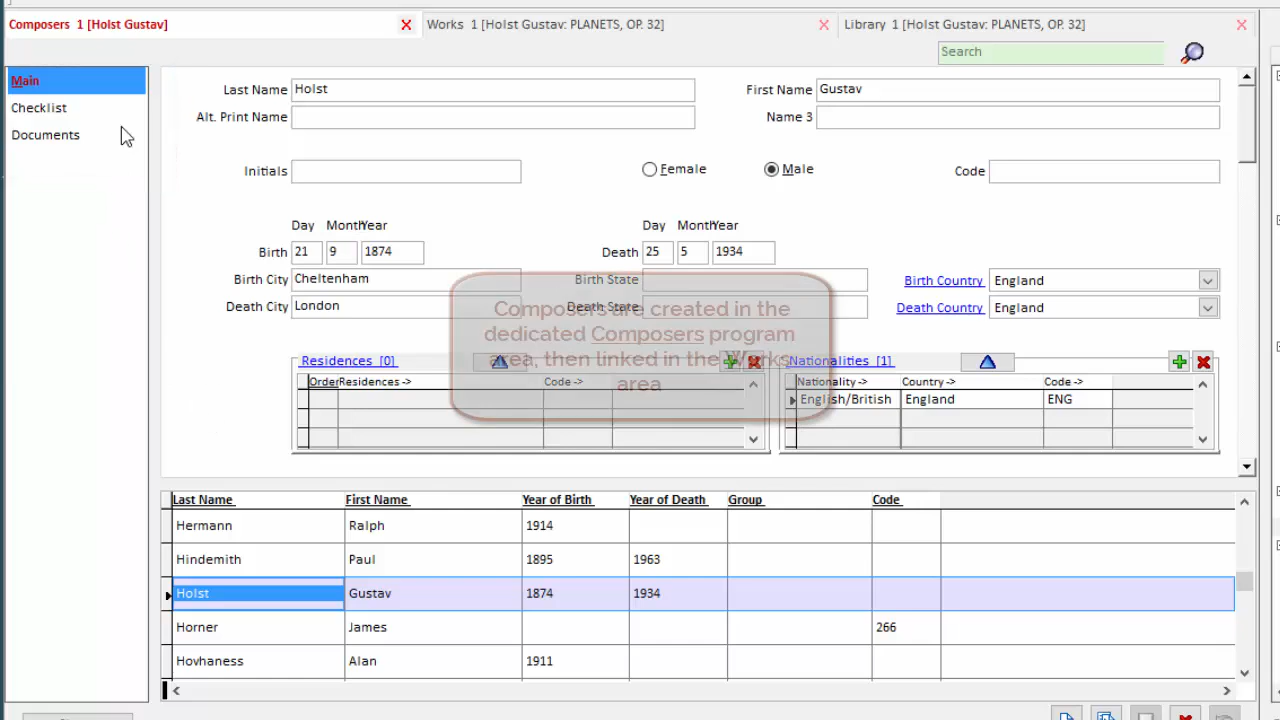 Composers 1 [Holst Gustav]
Works 1 [Holst Gustav: PLANETS, OP. 32]
Library 1 [Holst Gustav: PLANETS, OP. 32]
Search
Main
Checklist
Documents
Last Name Holst
First Name Gustav
Alt. Print Name
Name 3
Initials
Female
Male
Code
Day Month Year
Day Month Year
Birth 21 9 1874
Death 25 5 1934
Birth City Cheltenham
Birth State
Birth Country England
Death City London
Death State
Death Country England
Composers are created in the
dedicated Composers program
area, then linked in the Works
area
Residences [0]
Nationalities [1]
Order Residences -> Code ->
Nationality -> Country -> Code ->
English/British England ENG
Last Name First Name Year of Birth Year of Death Group Code
Hermann Ralph 1914
Hindemith Paul 1895 1963
Holst Gustav 1874 1934
Horner James 266
Hovhaness Alan 1911